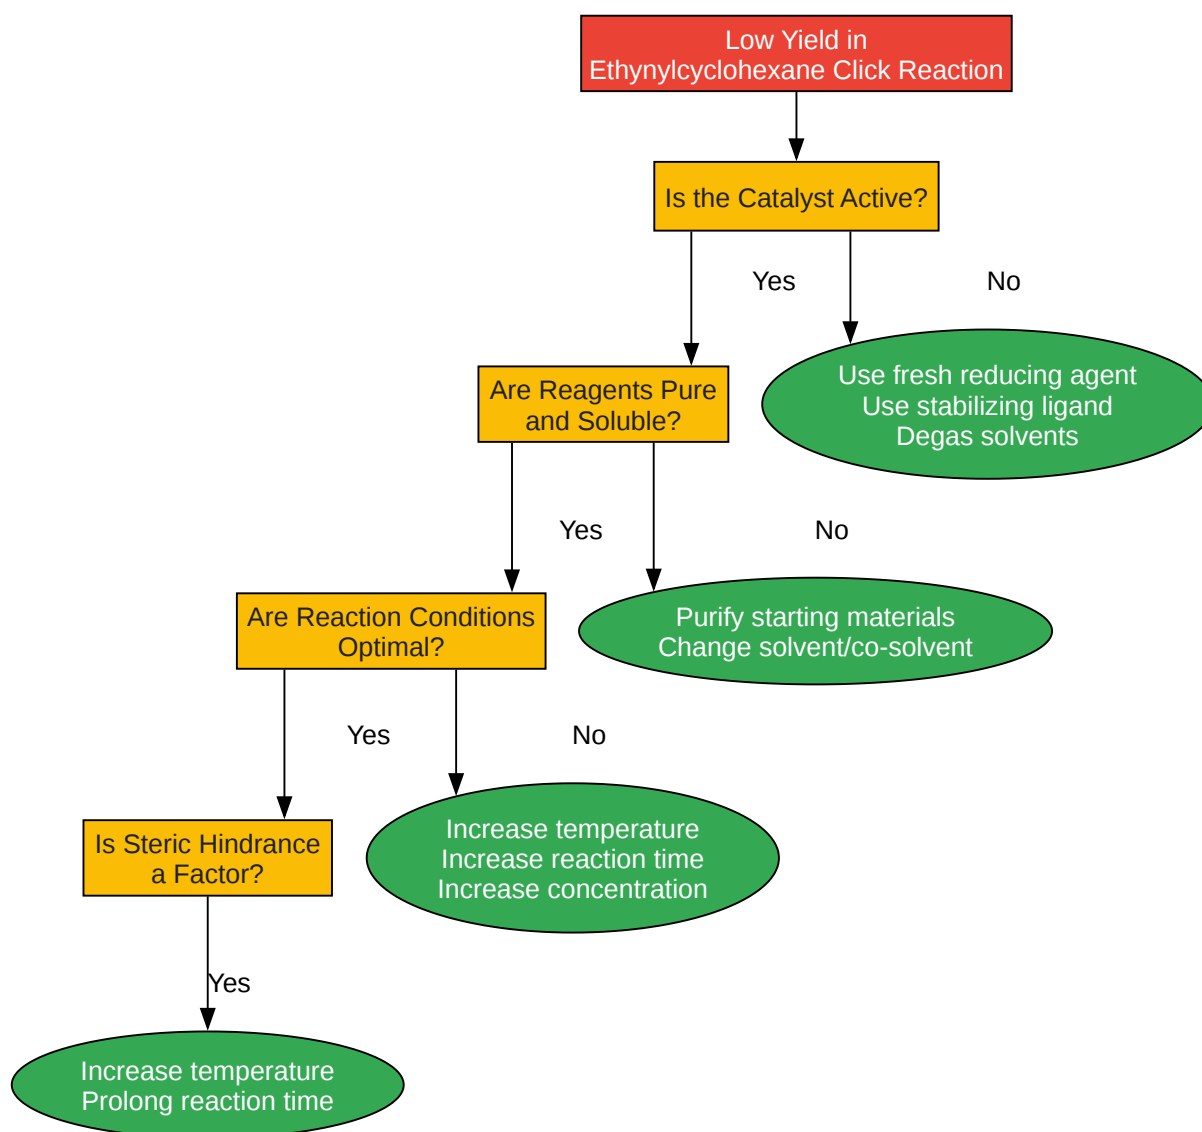 Low Yield in
Ethynylcyclohexane Click Reaction
Is the Catalyst Active?
Yes
No
Are Reagents Pure
and Soluble?
Use fresh reducing agent
Use stabilizing ligand
Degas solvents
Yes
No
Are Reaction Conditions
Optimal?
Purify starting materials
Change solvent/co-solvent
Yes
No
Is Steric Hindrance
a Factor?
Increase temperature
Increase reaction time
Increase concentration
Yes
Increase temperature
Prolong reaction time